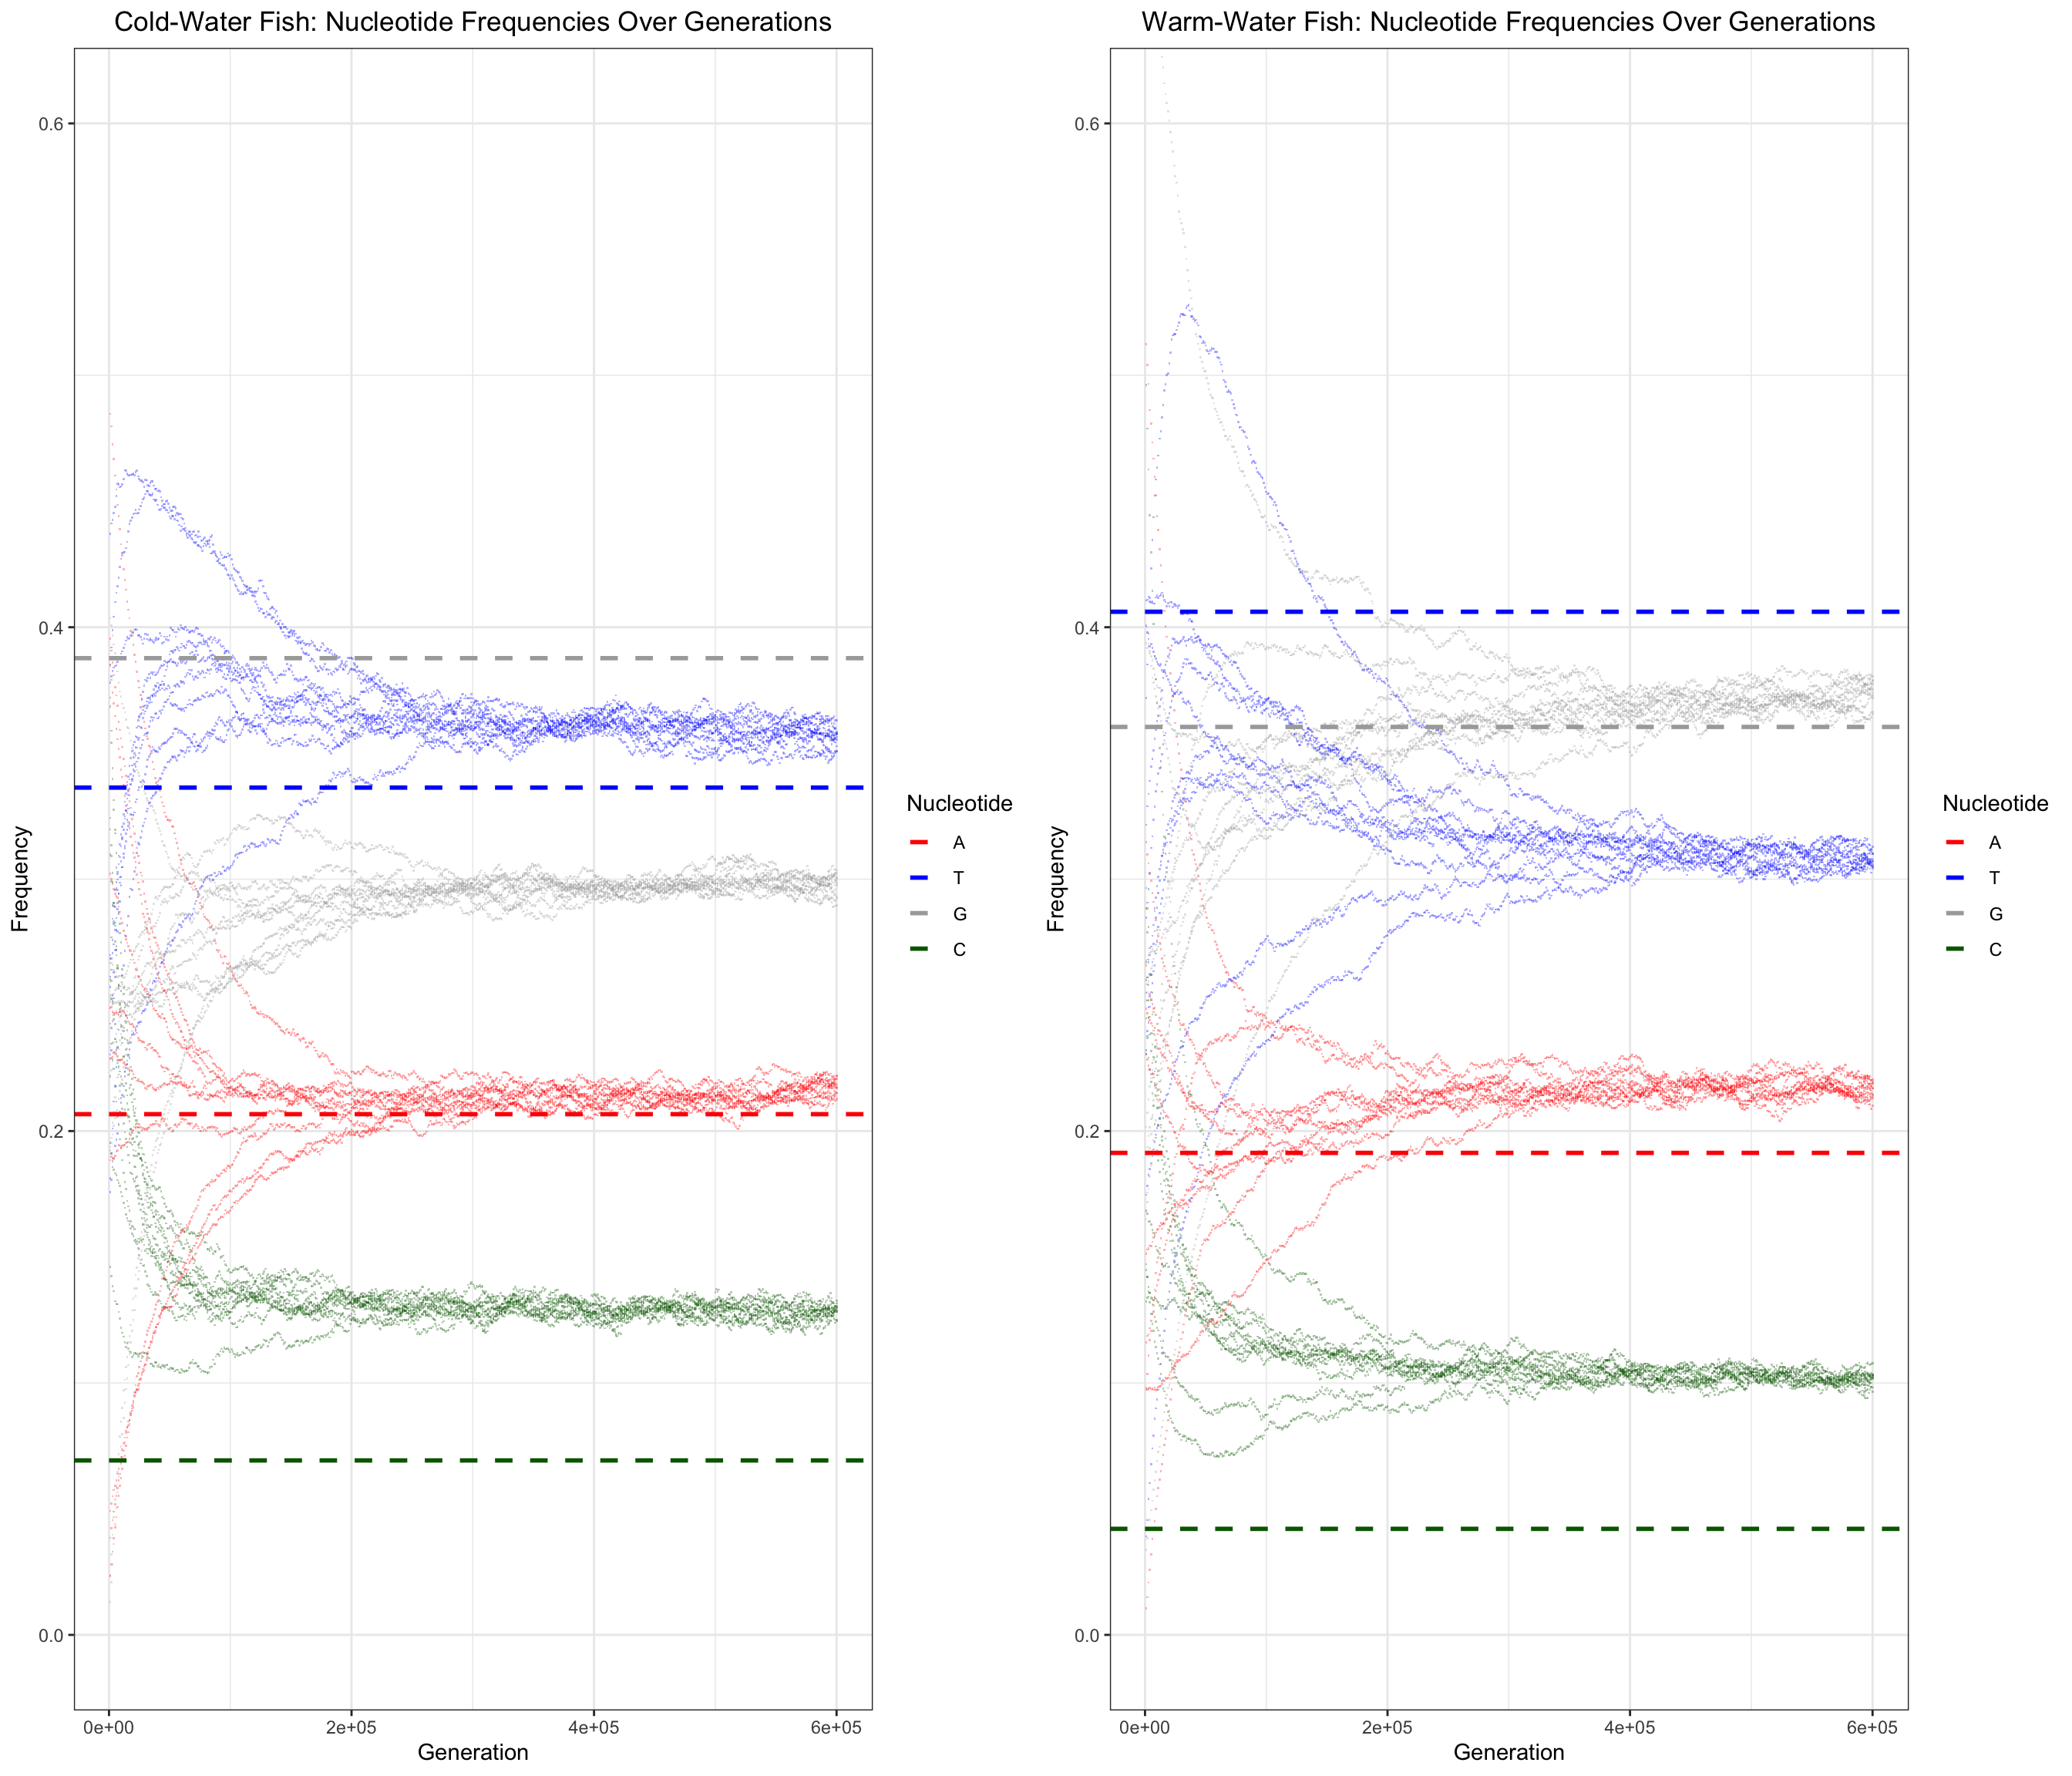 Cold-Water Fish: Nucleotide Frequencies Over Generations
0.6
0.4
0.2
0.0
Frequency
0e+00
2e+05
4e+05
6e+05
Generation
Nucleotide
A
T
G
C
Warm-Water Fish: Nucleotide Frequencies Over Generations
0.6
0.4
0.2
0.0
Frequency
0e+00
2e+05
4e+05
6e+05
Generation
Nucleotide
A
T
G
C